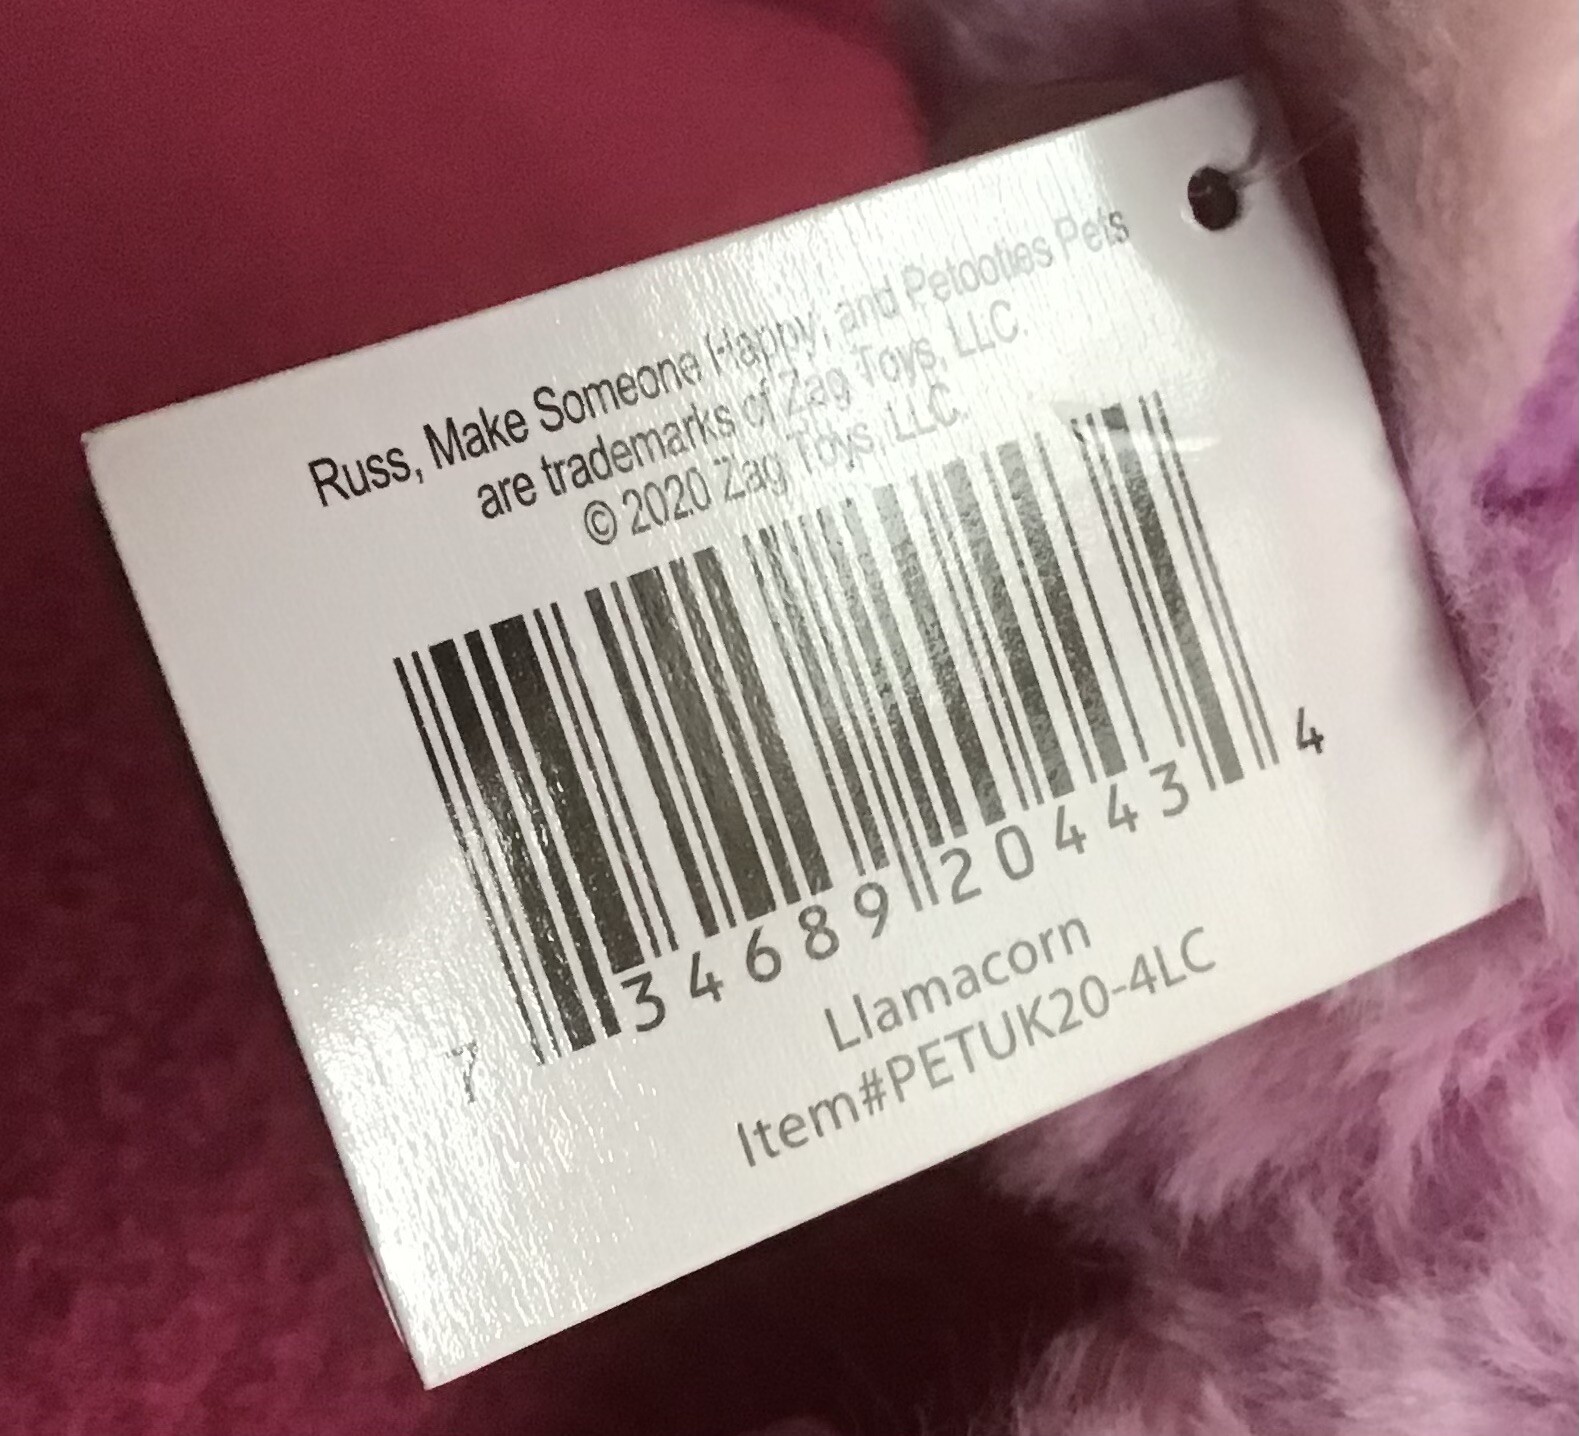 Russ, Make Someone Happy, and Petooties Pets
are trademarks of Zag Toys, LLC.
© 2020 Zag Toys, LLC.
7 34689 20443 4
Llamacorn
Item#PETUK20-4LC